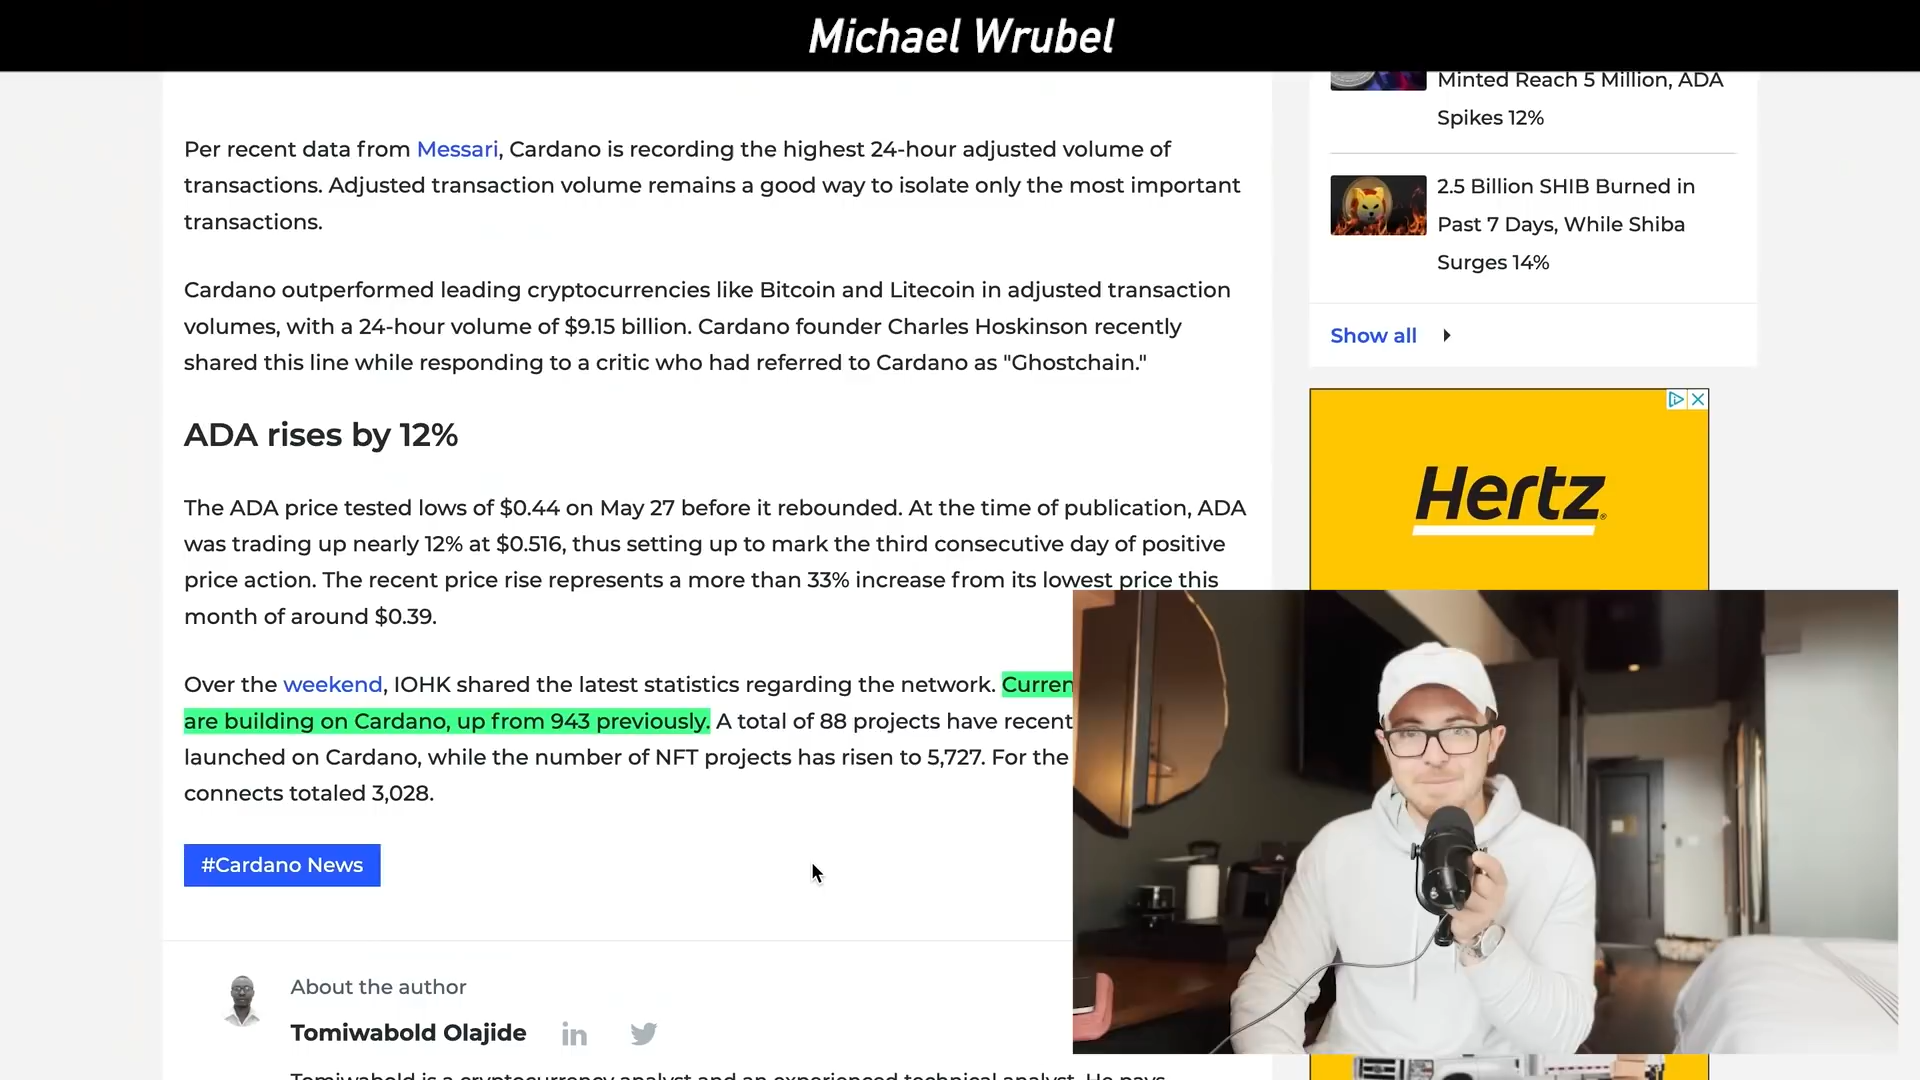 Michael Wrubel
Per recent data from Messari, Cardano is recording the highest 24-hour adjusted volume of
transactions. Adjusted transaction volume remains a good way to isolate only the most important
transactions.
Cardano outperformed leading cryptocurrencies like Bitcoin and Litecoin in adjusted transaction
volumes, with a 24-hour volume of $9.15 billion. Cardano founder Charles Hoskinson recently
shared this line while responding to a critic who had referred to Cardano as "Ghostchain."
ADA rises by 12%
The ADA price tested lows of $0.44 on May 27 before it rebounded. At the time of publication, ADA
was trading up nearly 12% at $0.516, thus setting up to mark the third consecutive day of positive
price action. The recent price rise represents a more than 33% increase from its lowest price this
month of around $0.39.
Over the weekend, IOHK shared the latest statistics regarding the network. Curren
are building on Cardano, up from 943 previously. A total of 88 projects have recent
launched on Cardano, while the number of NFT projects has risen to 5,727. For the
connects totaled 3,028.
#Cardano News
About the author
Tomiwabold Olajide
Tomiwabold is a cryptocurrency analyst and an experienced technical analyst. He pays
Minted Reach 5 Million, ADA
Spikes 12%
2.5 Billion SHIB Burned in
Past 7 Days, While Shiba
Surges 14%
Show all
Hertz